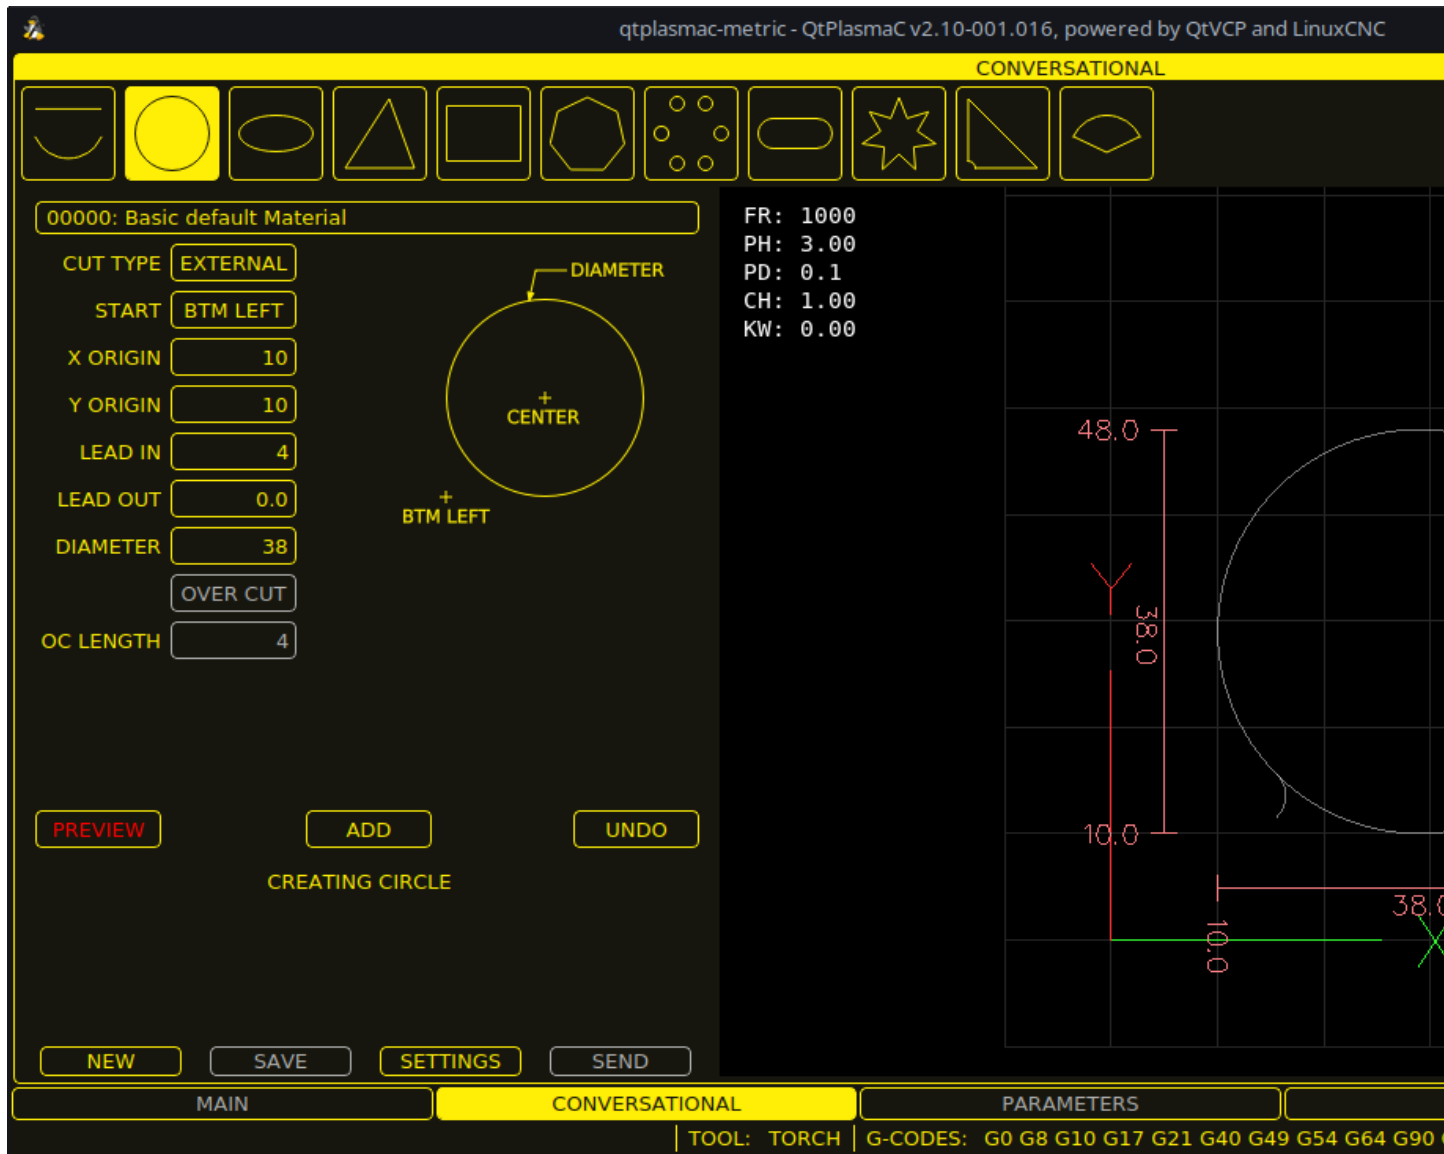 qtplasmac-metric - QtPlasmaC v2.10-001.016, powered by QtVCP and LinuxCNC
CONVERSATIONAL
00000: Basic default Material
CUT TYPE EXTERNAL
START BTM LEFT
X ORIGIN 10
Y ORIGIN 10
LEAD IN 4
LEAD OUT 0.0
DIAMETER 38
OVER CUT
OC LENGTH 4
DIAMETER
CENTER
BTM LEFT
PREVIEW ADD UNDO
CREATING CIRCLE
NEW SAVE SETTINGS SEND
FR: 1000
PH: 3.00
PD: 0.1
CH: 1.00
KW: 0.00
48.0
Y
38.0
10.0
38.0
10.0
X
MAIN CONVERSATIONAL PARAMETERS
TOOL: TORCH G-CODES: G0 G8 G10 G17 G21 G40 G49 G54 G64 G90